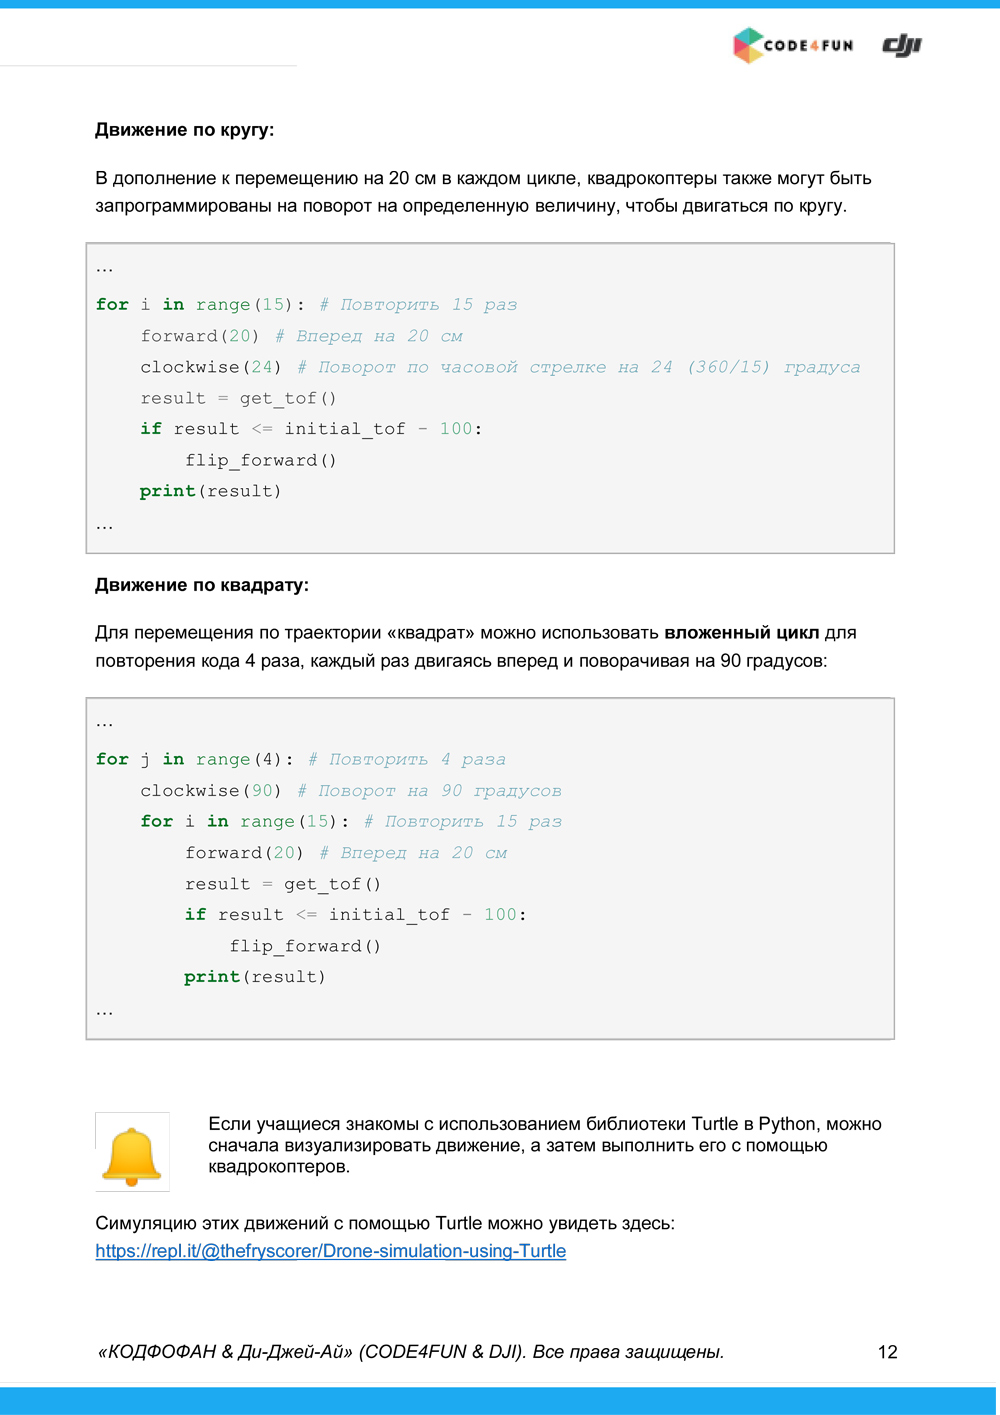 CODE4FUN dji
Движение по кругу:
В дополнение к перемещению на 20 см в каждом цикле, квадрокоптеры также могут быть
запрограммированы на поворот на определенную величину, чтобы двигаться по кругу.
...
for i in range(15): # Повторить 15 раз
    forward(20) # Вперед на 20 см
    clockwise(24) # Поворот по часовой стрелке на 24 (360/15) градуса
    result = get_tof()
    if result <= initial_tof - 100:
        flip_forward()
    print(result)
...
Движение по квадрату:
Для перемещения по траектории «квадрат» можно использовать вложенный цикл для
повторения кода 4 раза, каждый раз двигаясь вперед и поворачивая на 90 градусов:
...
for j in range(4): # Повторить 4 раза
    clockwise(90) # Поворот на 90 градусов
    for i in range(15): # Повторить 15 раз
        forward(20) # Вперед на 20 см
        result = get_tof()
        if result <= initial_tof - 100:
            flip_forward()
        print(result)
...
Если учащиеся знакомы с использованием библиотеки Turtle в Python, можно
сначала визуализировать движение, а затем выполнить его с помощью
квадрокоптеров.
Симуляцию этих движений с помощью Turtle можно увидеть здесь:
https://repl.it/@thefryscorer/Drone-simulation-using-Turtle
«КОДФОФАН & Ди-Джей-Ай» (CODE4FUN & DJI). Все права защищены. 12